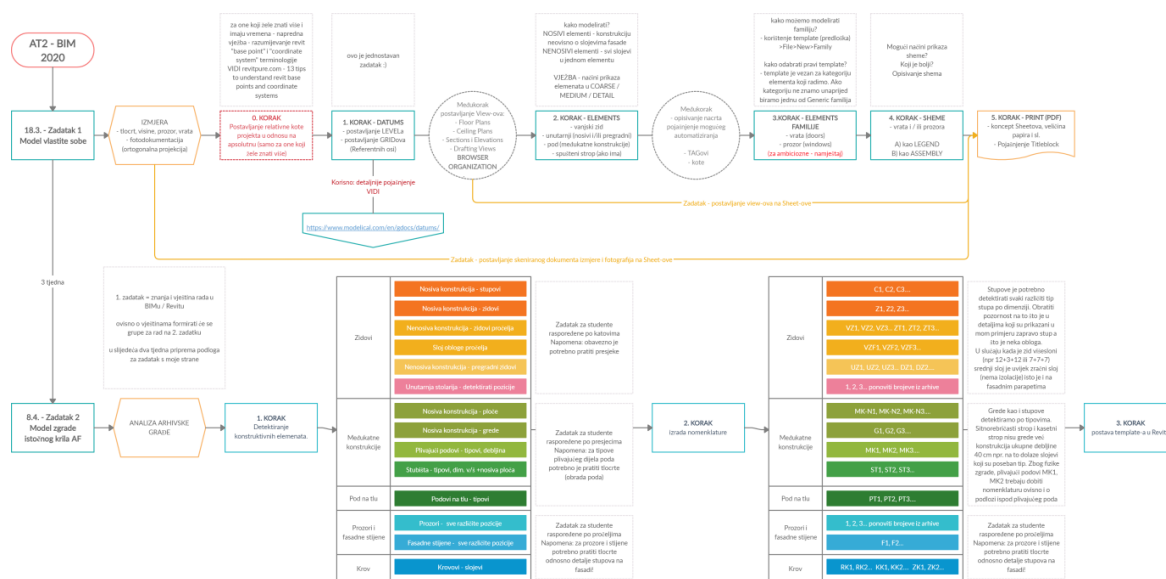 AT2 - BIM
2020
za one koji žele znati više i
imaju vremena - napredna
vježba - razumijevanje revit
"base point" i "coordinate
system" terminologije
VIDI revitpure.com - 13 tips
to understand revit base
points and coordinate
systems
ovo je jednostavan
zadatak :)
kako modelirati?
NOSIVI elementi - konstrukciju
neovisno o slojevima fasade
NENOSIVI elementi - svi slojevi
u jednom elementu
VJEŽBA - načini prikaza
elemenata u COARSE /
MEDIUM / DETAIL
kako možemo modelirati
familiju?
- korištenje template (predloška)
>File>New>Family
kako odabrati pravi template?
- template je vezan za kategoriju
elementa koji radimo. Ako
kategoriju ne znamo unaprijed
biramo jednu od Generic familija
Mogući načini prikaza
sheme?
Koji je bolji?
Opisivanje shema
18.3. - Zadatak 1
Model vlastite sobe
IZMJERA
- tlocrt, visine, prozor, vrata
- fotodokumentacija
(ortogonalna projekcija)
0. KORAK
Postavljanje relativne kote
projekta u odnosu na
apsolutnu (samo za one koji
žele znati više)
1. KORAK - DATUMS
- postavljanje LEVELa
- postavljanje GRIDova
(Referentnih osi)
Međukorak
postavljanje View-ova:
- Floor Plans
- Ceiling Plans
- Sections i Elevations
- Drafting Views
BROWSER
ORGANIZATION
2. KORAK - ELEMENTS
- vanjski zid
- unutarnji (nosivi i/ili pregradni)
- pod (međukatne konstrukcije)
- spušteni strop (ako ima)
Međukorak
- opisivanje nacrta
pojašnjenje mogućeg
automatiziranja
- TAGovi
- kote
3.KORAK - ELEMENTS
FAMILIJE
- vrata (doors)
- prozor (windows)
(za ambiciozne - namještaj)
4. KORAK - SHEME
- vrata i / ili prozora
A) kao LEGEND
B) kao ASSEMBLY
5. KORAK - PRINT (PDF)
- koncept Sheetova, veličina
papira i sl.
- Pojašnjenje Titleblock
Korisno: detaljnije pojašnjenje
VIDI
https://www.modelical.com/en/gdocs/datums/
Zadatak - postavljanje view-ova na Sheet-ove
Zadatak - postavljanje skeniranog dokumenta izmjere i fotografija na Sheet-ove
3 tjedna
1. zadatak = znanja i vještina rada u
BIMu / Revitu
ovisno o vještinama formirati će se
grupe za rad na 2. zadatku
u slijedeća dva tjedna priprema podloga
za zadatak s moje strane
8.4. - Zadatak 2
Model zgrade
istočnog krila AF
ANALIZA ARHIVSKE
GRAĐE
1. KORAK
Detektiranje
konstruktivnih elemenata.
Zidovi
Nosiva konstrukcija - stupovi
Nosiva konstrukcija - zidovi
Nenosiva konstrukcija - zidovi pročelja
Sloj obloge pročelja
Nenosiva konstrukcija - pregradni zidovi
Unutarnja stolarija - detektirati pozicije
Međukatne
konstrukcije
Nosiva konstrukcija - ploče
Nosiva konstrukcija - grede
Plivajući podovi - tipovi, debljina
Stubišta - tipovi, dim. v/š +nosiva ploča
Pod na tlu
Podovi na tlu - tipovi
Prozori i
fasadne stijene
Prozori - sve različite pozicije
Fasadne stijene - sve različite pozicije
Krov
Krovovi - slojevi
Zadatak za studente
raspoređene po katovima
Napomena: obavezno je
potrebno pratiti presjeke
Zadatak za studente
raspoređene po presjecima
Napomena: za tipove
plivajućeg dijela poda
potrebno je pratiti tlocrte
(obrada poda)
Zadatak za studente
raspoređene po pročeljima
Napomena: za prozore i stijene
potrebno pratiti tlocrte
odnosno detalje stupova na
fasadi!
2. KORAK
izrada nomenklature
Zidovi
C1, C2, C3...
Z1, Z2, Z3...
VZ1, VZ2, VZ3... ZT1, ZT2, ZT3...
VZF1, VZF2, VZF3...
UZ1, UZ2, UZ3... DZ1, DZ2...
1, 2, 3... ponoviti brojeve iz arhive
Međukatne
konstrukcije
MK-N1, MK-N2, MK-N3...
G1, G2, G3...
MK1, MK2, MK3...
ST1, ST2, ST3...
Pod na tlu
PT1, PT2, PT3...
Prozori i
fasadne stijene
1, 2, 3... ponoviti brojeve iz arhive
F1, F2...
Krov
RK1, RK2... KK1, KK2... ZK1, ZK2...
Stupove je potrebno
detektirati svaki različiti tip
stupa po dimenziji. Obratiti
pozornost na to što je u
detaljima koji su prikazani u
mom primjeru zapravo stup a
što je neka obloga.
U slučaju kada je zid višeslojni
(npr 12+3+12 ili 7+?+7)
srednji sloj je uvijek zračni sloj
(nema izolacije) isto je i na
fasadnim parapetima
Grede kao i stupove
detektiramo po tipovima.
Sitnorebričasti strop i kasetni
strop nisu grede već
konstrukcija ukupne debljine
40 cm npr. na to dolaze slojevi
koji su poseban tip. Zbog fizike
zgrade, plivajući podovi MK1,
MK2 trebaju dobiti
nomenklaturu ovisno i o
podlozi ispod plivajućeg poda
Zadatak za studente
raspoređene po pročeljima
Napomena: za prozore i stijene
potrebno pratiti tlocrte
odnosno detalje stupova na
fasadi!
3. KORAK
postava template-a u Revit